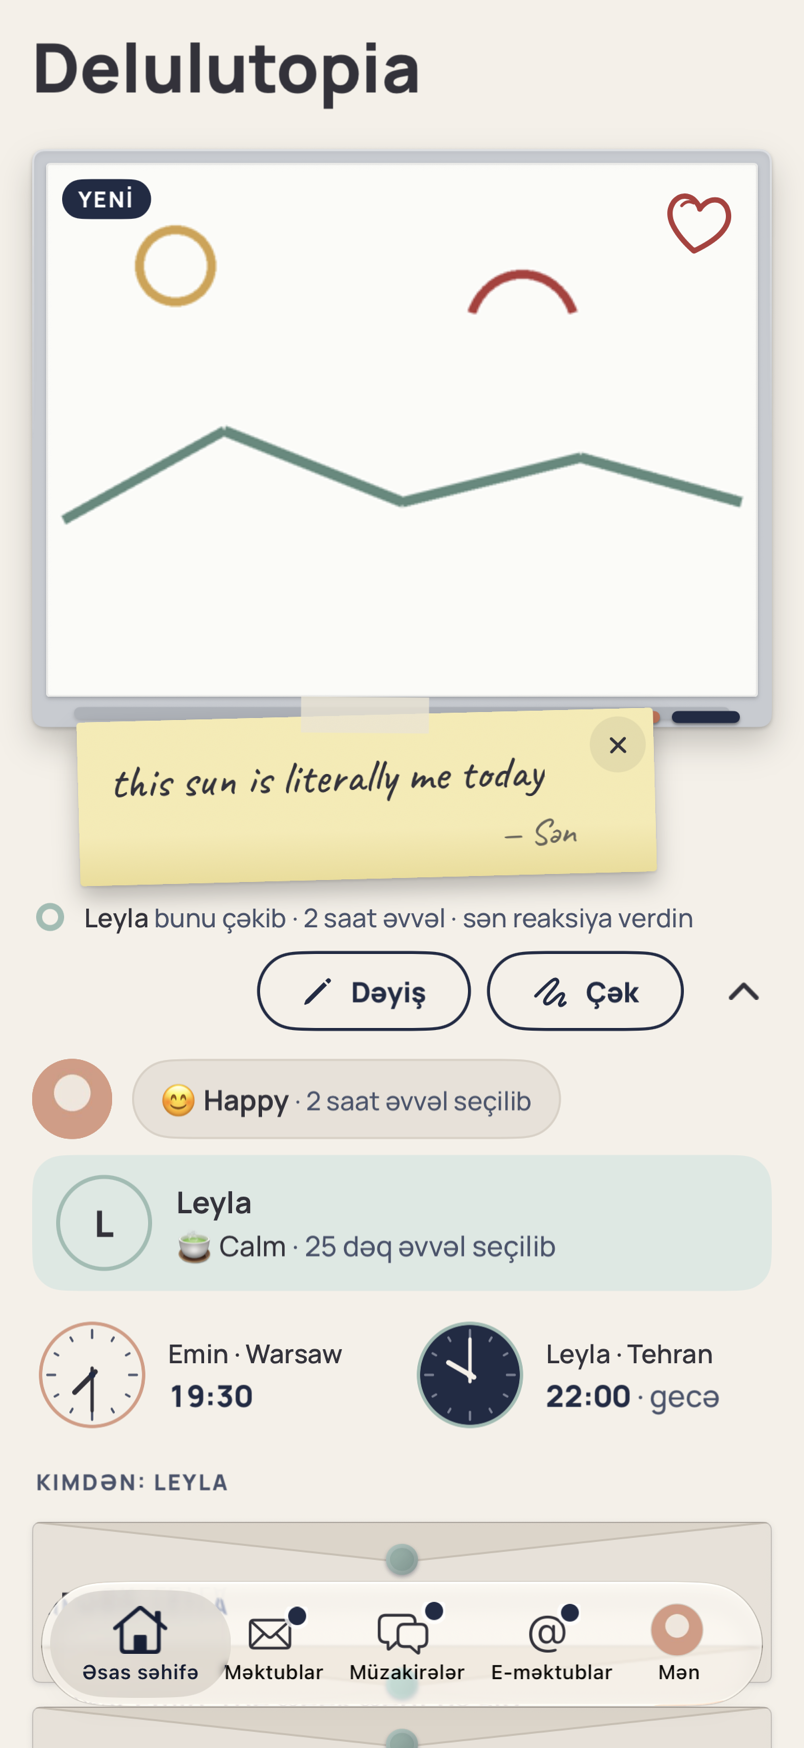 Delulutopia
YENİ
this sun is literally me today
– Sən
Leyla bunu çəkib · 2 saat əvvəl · sən reaksiya verdin
Dəyiş
Çək
😊 Happy · 2 saat əvvəl seçilib
L
Leyla
🍵 Calm · 25 dəq əvvəl seçilib
Emin · Warsaw
19:30
Leyla · Tehran
22:00 · gecə
KIMDƏN: LEYLA
Əsas səhifə
Məktublar
Müzakirələr
E-məktublar
Mən